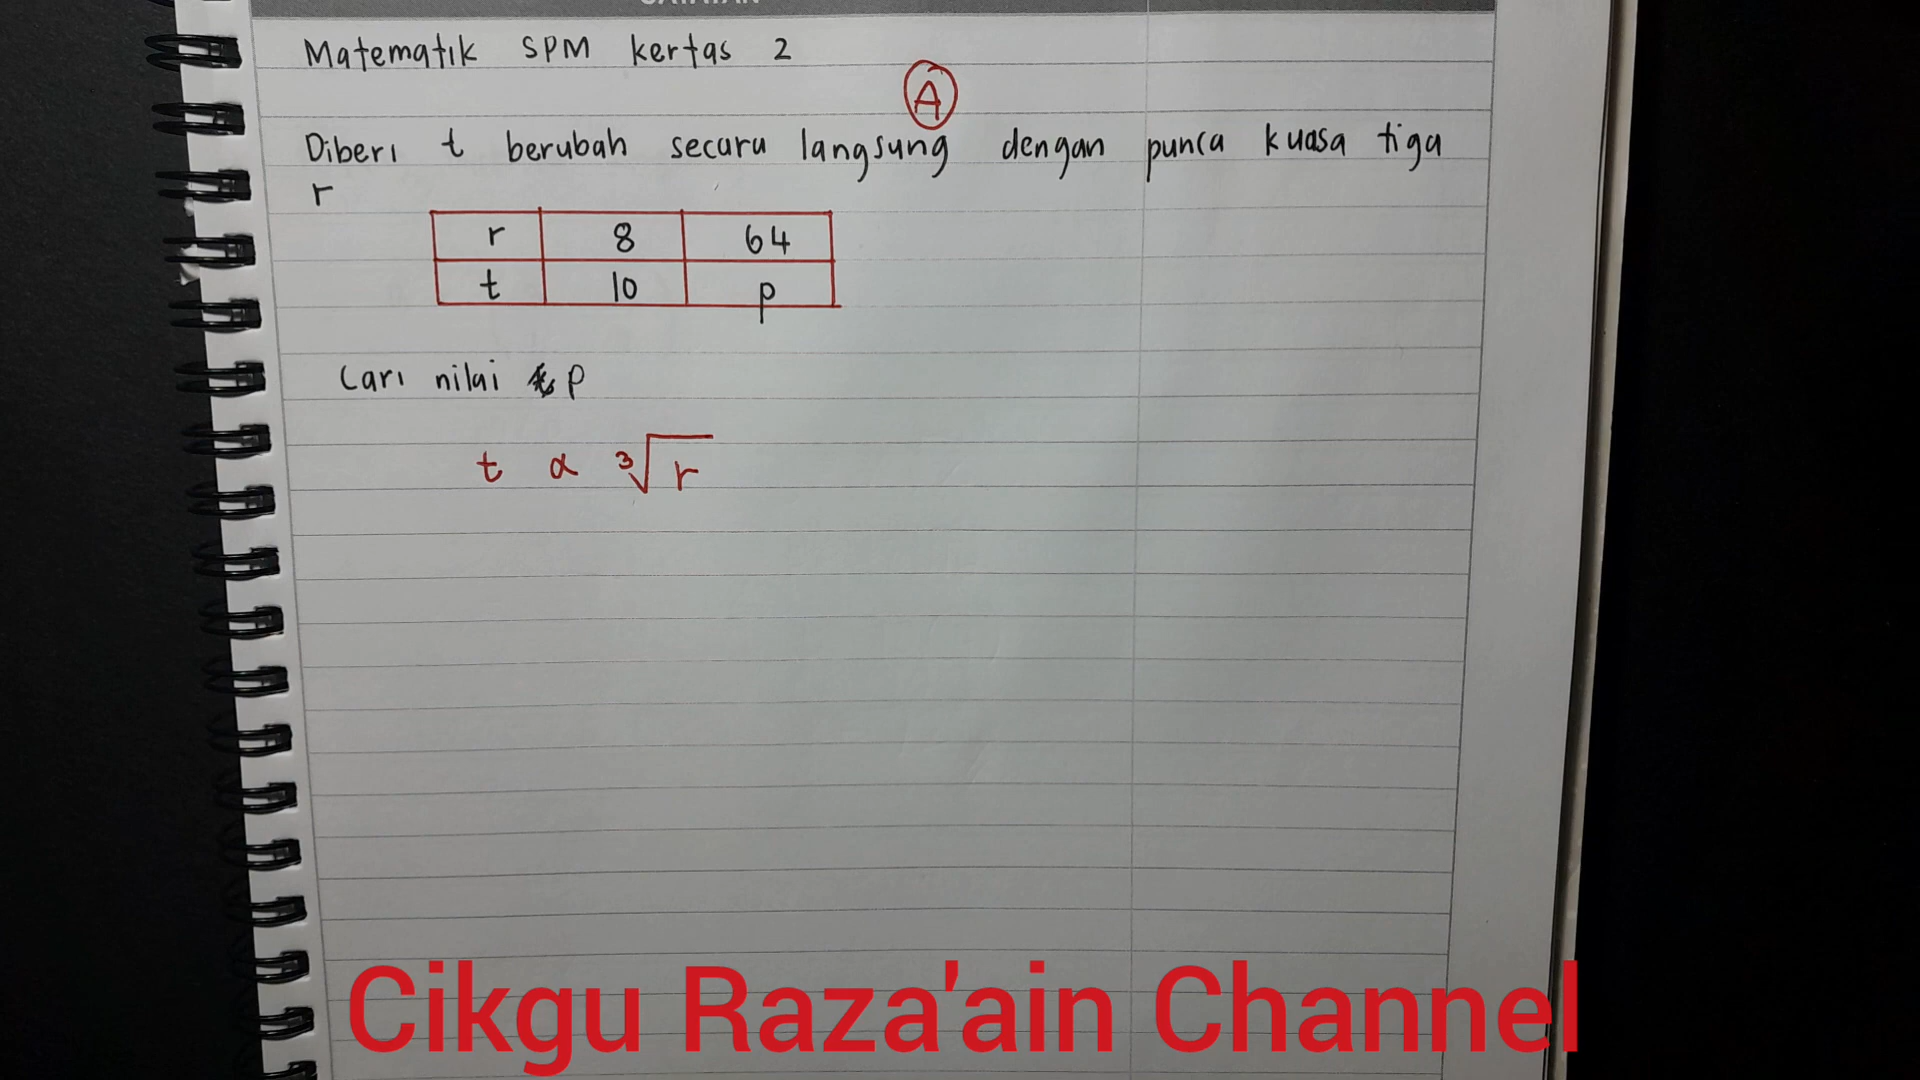 Matematik SPM kertas 2
A
Diberi t berubah secara langsung dengan punca kuasa tiga
r
r 8 64
t 10 p
Cari nilai p
t ∝ ³√r
Cikgu Raza'ain Channel